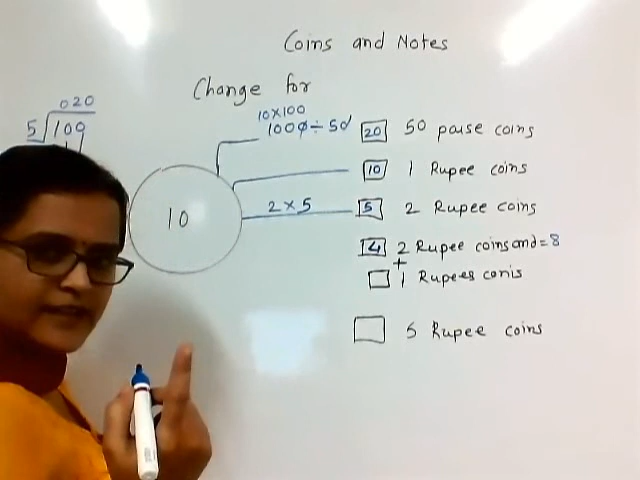 Coins and Notes
Change for
020
5 100
10
10×100
1000÷50
20 50 paise coins
10 1 Rupee coins
2×5 5 2 Rupee coins
4 2 Rupee coins and = 8
+
1 Rupees conis
5 Rupee coins